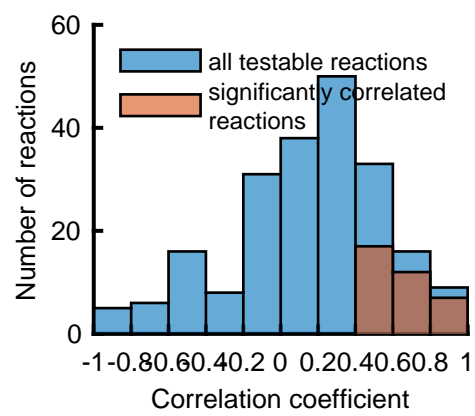 60
all testable reactions
significantly correlated
reactions
40
20
0
Number of reactions
-1 -0.8 -0.6 -0.4 -0.2 0 0.2 0.4 0.6 0.8 1
Correlation coefficient